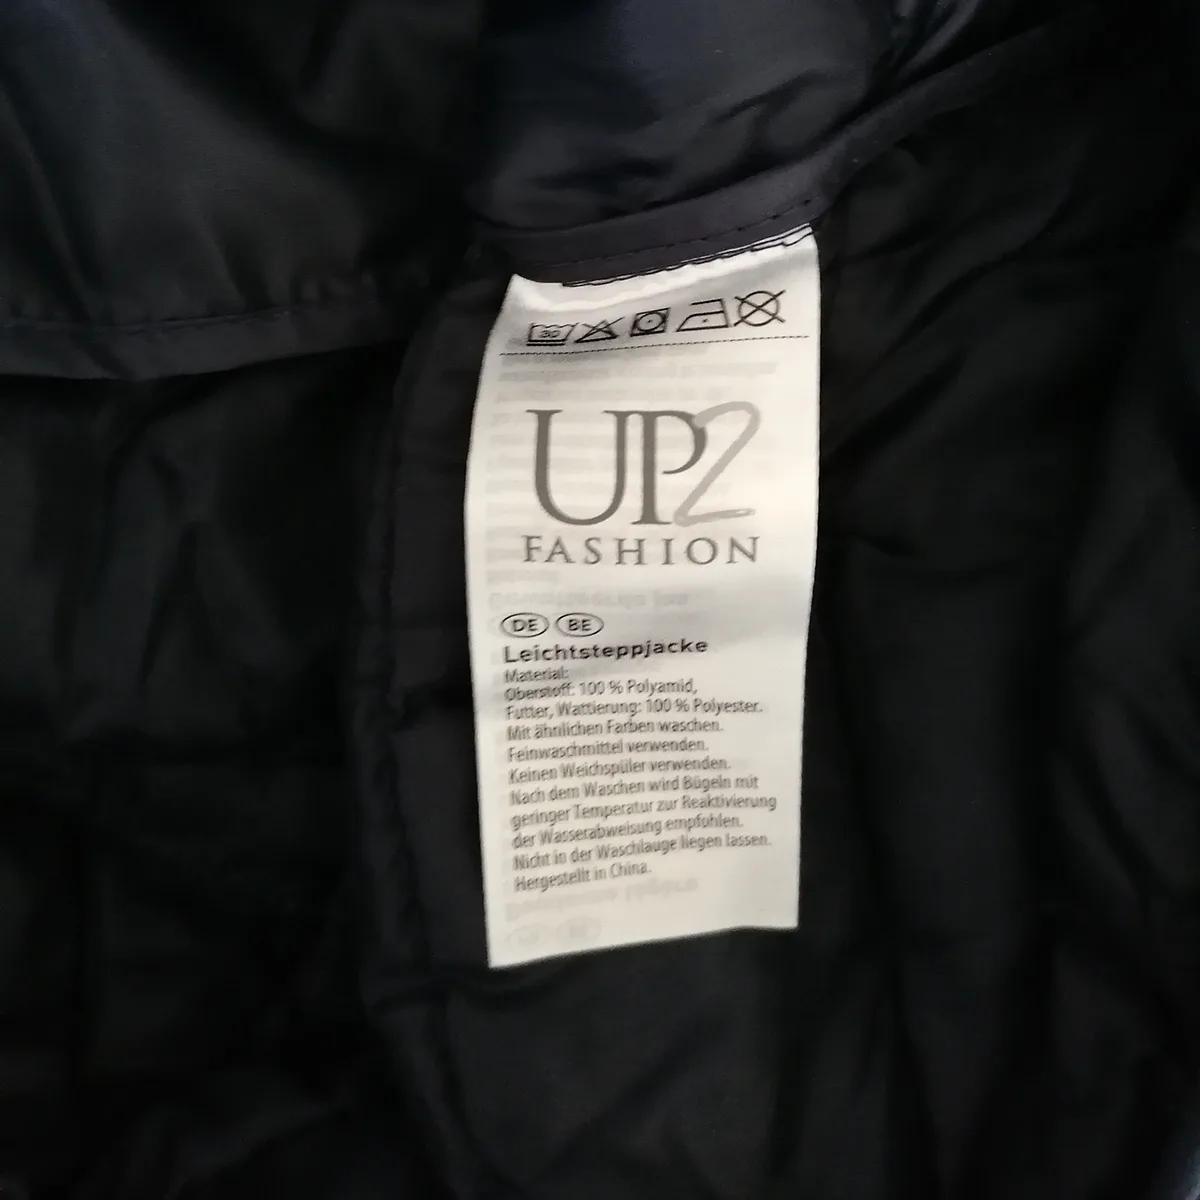 30
UP2
FASHION
DE BE
Leichtsteppjacke
Material:
Oberstoff: 100 % Polyamid,
Futter, Wattierung: 100 % Polyester.
Mit ähnlichen Farben waschen.
Feinwaschmittel verwenden.
Keinen Weichspüler verwenden.
Nach dem Waschen wird Bügeln mit
geringer Temperatur zur Reaktivierung
der Wasserabweisung empfohlen.
Nicht in der Waschlauge liegen lassen.
Hergestellt in China.